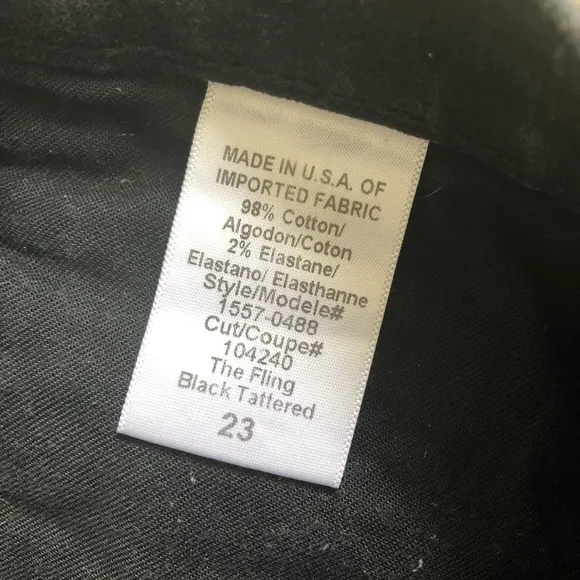 MADE IN U.S.A. OF
IMPORTED FABRIC
98% Cotton/
Algodon/Coton
2% Elastane/
Elastano/ Elasthanne
Style/Modele#
1557-0488
Cut/Coupe#
104240
The Fling
Black Tattered
23